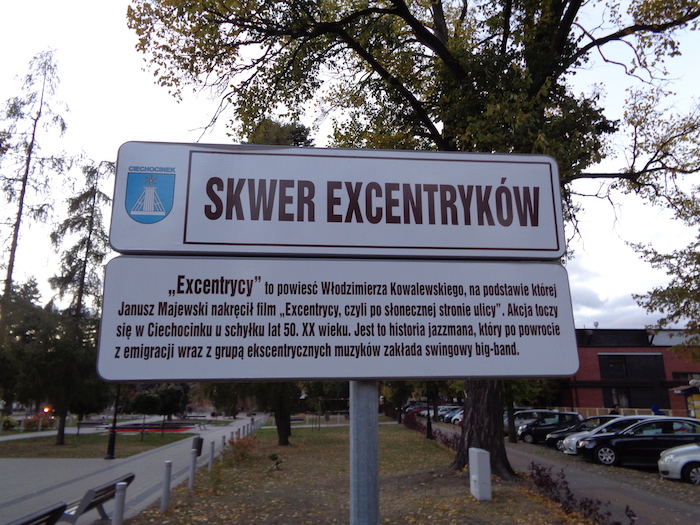 CIECHOCINEK
SKWER EXCENTRYKÓW
„Excentrycy” to powieść Włodzimierza Kowalewskiego, na podstawie której
Janusz Majewski nakręcił film „Excentrycy, czyli po słonecznej stronie ulicy”. Akcja toczy
się w Ciechocinku u schyłku lat 50. XX wieku. Jest to historia jazzmana, który po powrocie
z emigracji wraz z grupą ekscentrycznych muzyków zakłada swingowy big-band.